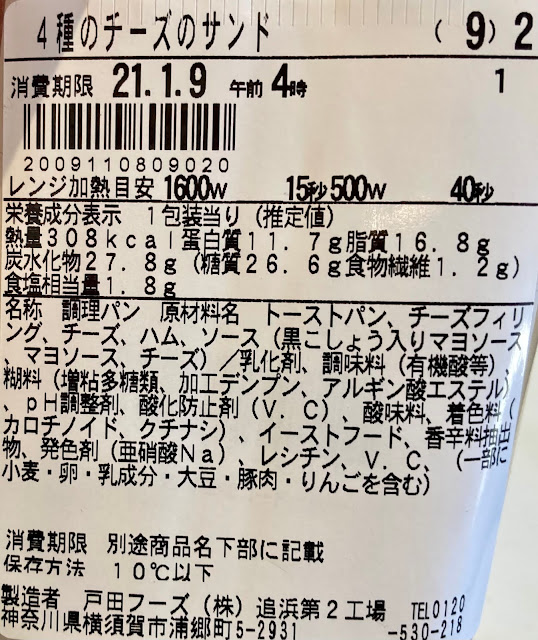 4種のチーズのサンド (9) 2
消費期限 21.1.9 午前4時 1
2009110809020
レンジ加熱目安 1600W 15秒 500W 40秒
栄養成分表示 1包装当り(推定値)
熱量308kcal蛋白質11.7g脂質16.8g
炭水化物27.8g(糖質26.6g食物繊維1.2g)
食塩相当量1.8g
名称 調理パン 原材料名 トーストパン、チーズフィリ
ング、チーズ、ハム、ソース(黒こしょう入りマヨソース
、マヨソース、チーズ)/乳化剤、調味料(有機酸等)、
糊料(増粘多糖類、加工デンプン、アルギン酸エステル)
、pH調整剤、酸化防止剤(V.C)、酸味料、着色料(
カロチノイド、クチナシ)、イーストフード、香辛料抽出
物、発色剤(亜硝酸Na)、レシチン、V.C、(一部に
小麦・卵・乳成分・大豆・豚肉・りんごを含む)
消費期限 別途商品名下部に記載
保存方法 10℃以下
製造者 戸田フーズ(株)追浜第2工場 TEL0120
神奈川県横須賀市浦郷町5-2931 -530-218